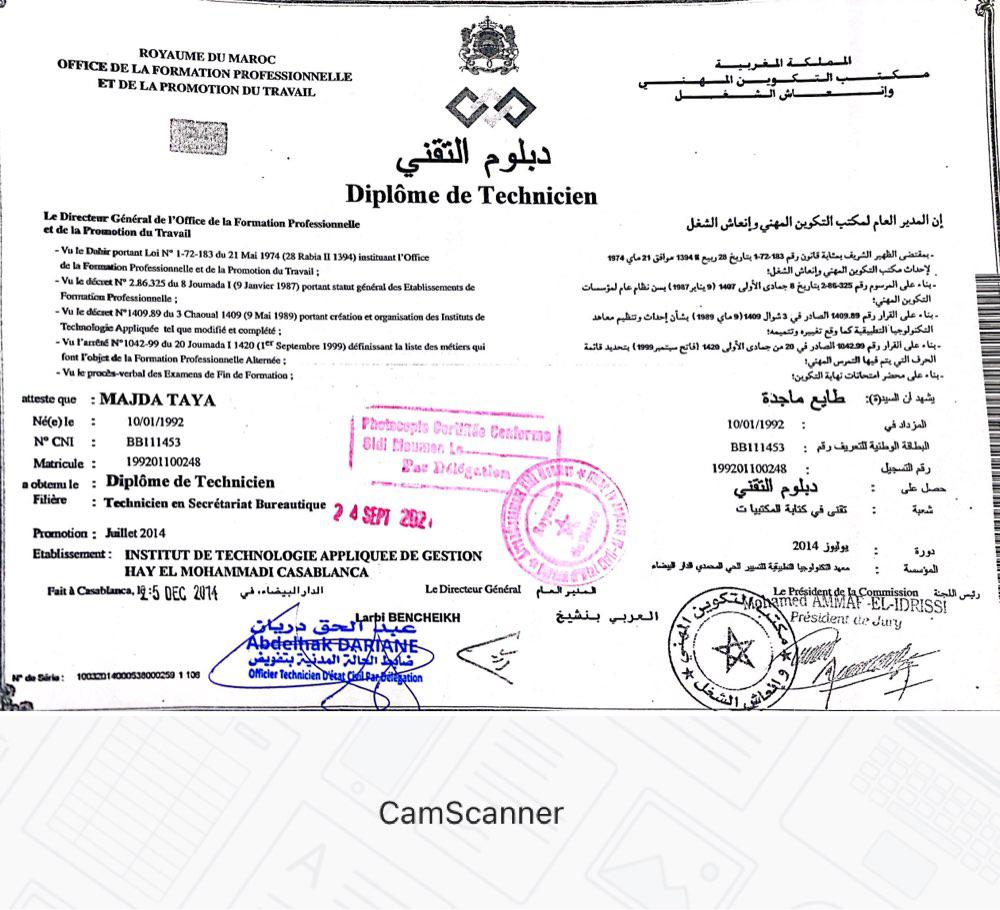 ROYAUME DU MAROC
OFFICE DE LA FORMATION PROFESSIONNELLE
ET DE LA PROMOTION DU TRAVAIL
المملكة المغربية
مكتب التكوين المهني
وإنعاش الشغل
دبلوم التقني
Diplôme de Technicien
Le Directeur Général de l'Office de la Formation Professionnelle
et de la Promotion du Travail
- Vu le Dahir portant Loi N° 1-72-183 du 21 Mai 1974 (28 Rabia II 1394) instituant l'Office
de la Formation Professionnelle et de la Promotion du Travail ;
- Vu le décret N° 2.86.325 du 8 Joumada I (9 Janvier 1987) portant statut général des Etablissements de
Formation Professionnelle ;
- Vu le décret N°1409.89 du 3 Chaoual 1409 (9 Mai 1989) portant création et organisation des Instituts de
Technologie Appliquée tel que modifié et complété ;
- Vu l'arrêté N°1042-99 du 20 Joumada I 1420 (1er Septembre 1999) définissant la liste des métiers qui
font l'objet de la Formation Professionnelle Alternée ;
- Vu le procès-verbal des Examens de Fin de Formation ;
إن المدير العام لمكتب التكوين المهني وإنعاش الشغل
-بمقتضى الظهير الشريف بمثابة قانون رقم 183-72-1 بتاريخ 28 ربيع II 1394 موافق 21 ماي 1974
لإحداث مكتب التكوين المهني وإنعاش الشغل؛
-بناء على المرسوم رقم 325-86-2 بتاريخ 8 جمادى الأولى 1407 (9 يناير 1987) بسن نظام عام لمؤسسات
التكوين المهني؛
-بناء على القرار رقم 1409.89 الصادر في 3 شوال 1409 (9 ماي 1989) بشأن إحداث وتنظيم معاهد
التكنولوجيا التطبيقية كما وقع تغييره وتتميمه؛
-بناء على القرار رقم 1042.99 الصادر في 20 من جمادى الأولى 1420 (فاتح سبتمبر 1999) بتحديد قائمة
الحرف التي يتم فيها التمرس المهني؛
-بناء على محضر امتحانات نهاية التكوين؛
atteste que : MAJDA TAYA
Né(e) le : 10/01/1992
N° CNI : BB111453
Matricule : 199201100248
a obtenu le : Diplôme de Technicien
Filière : Technicien en Secrétariat Bureautique
Promotion : Juillet 2014
Etablissement : INSTITUT DE TECHNOLOGIE APPLIQUEE DE GESTION
HAY EL MOHAMMADI CASABLANCA
يشهد ان السيد(ة): طايع ماجدة
المزداد في : 10/01/1992
البطاقة الوطنية للتعريف رقم : BB111453
رقم التسجيل : 199201100248
حصل على : دبلوم التقني
شعبة : تقني في كتابة المكتبيات
دورة : يوليوز 2014
المؤسسة : معهد التكنولوجيا التطبيقية للتسيير الحي المحمدي الدار البيضاء
Photocopie Certifiée Conforme
Sidi Moumen Le
Par Délégation
24 SEPT 2021
Royaume du Maroc
Fait à Casablanca, le 5 DEC 2014 الدار البيضاء، في
Le Directeur Général المدير العام
Le Président de la Commission رئيس اللجنة
Mohamed AMMAF-EL-IDRISSI
Président de Jury
Larbi BENCHEIKH العربي بنشيخ
عبد الحق دريان
Abdelhak DARIANE
ضابط الحالة المدنية بتفويض
Officier Technicien D'état Civil Par Délégation
مكتب التكوين المهني
وإنعاش الشغل
N° de Série : 10032014000538000259 1 106
CamScanner